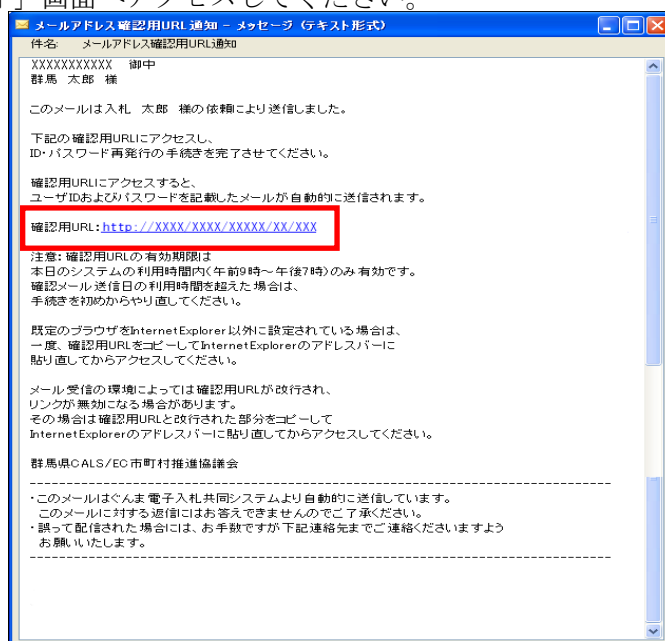 」画面へアクセスしてください。
メールアドレス確認用URL通知 - メッセージ (テキスト形式)
件名: メールアドレス確認用URL通知
XXXXXXXXXXX 御中
群馬 太郎 様
このメールは入札 太郎 様の依頼により送信しました。
下記の確認用URLにアクセスし、
ID・パスワード再発行の手続きを完了させてください。
確認用URLにアクセスすると、
ユーザIDおよびパスワードを記載したメールが自動的に送信されます。
確認用URL:http://XXXX/XXXX/XXXXX/XX/XXX
注意:確認用URLの有効期限は
本日のシステムの利用時間内(午前9時～午後7時)のみ有効です。
確認メール送信日の利用時間を超えた場合は、
手続きを初めからやり直してください。
既定のブラウザをInternetExplorer以外に設定されている場合は、
一度、確認用URLをコピーしてInternetExplorerのアドレスバーに
貼り直してからアクセスしてください。
メール受信の環境によっては確認用URLが改行され、
リンクが無効になる場合があります。
その場合は確認用URLと改行された部分をコピーして
InternetExplorerのアドレスバーに貼り直してからアクセスしてください。
群馬県CALS/EC市町村推進協議会
------------------------------------------------------------
・このメールはぐんま電子入札共同システムより自動的に送信しています。
このメールに対する返信にはお答えできませんのでご了承ください。
・誤って配信された場合には、お手数ですが下記連絡先までご連絡くださいますよう
お願いいたします。
------------------------------------------------------------